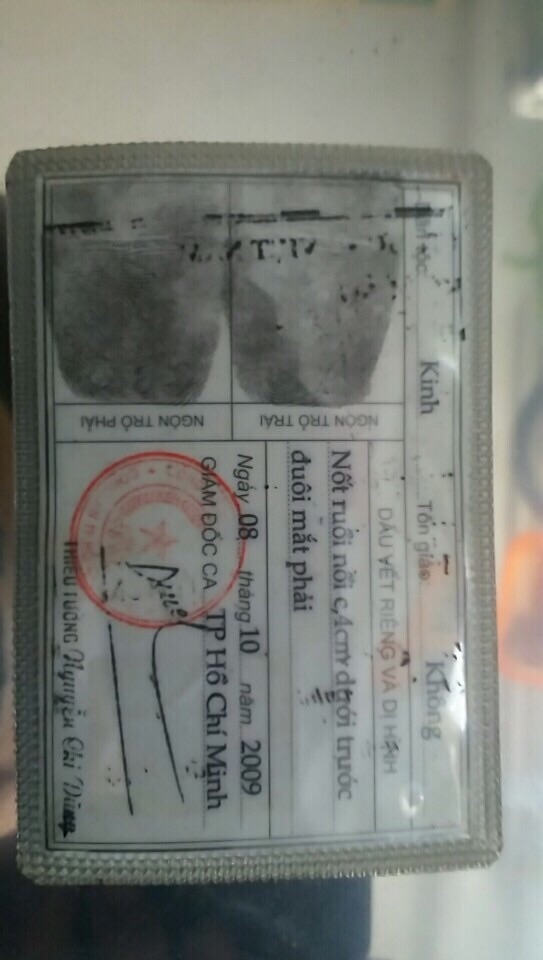 Dân tộc: Kinh Tôn giáo: Không
DẤU VẾT RIÊNG VÀ DỊ HÌNH
Nốt ruồi nổi c,4cm dưới trước
đuôi mắt phải
NGÓN TRỎ TRÁI
NGÓN TRỎ PHẢI
Ngày 08 tháng 10 năm 2009
GIÁM ĐỐC CA TP Hồ Chí Minh
THIẾU TƯỚNG Nguyễn Chí Dũng